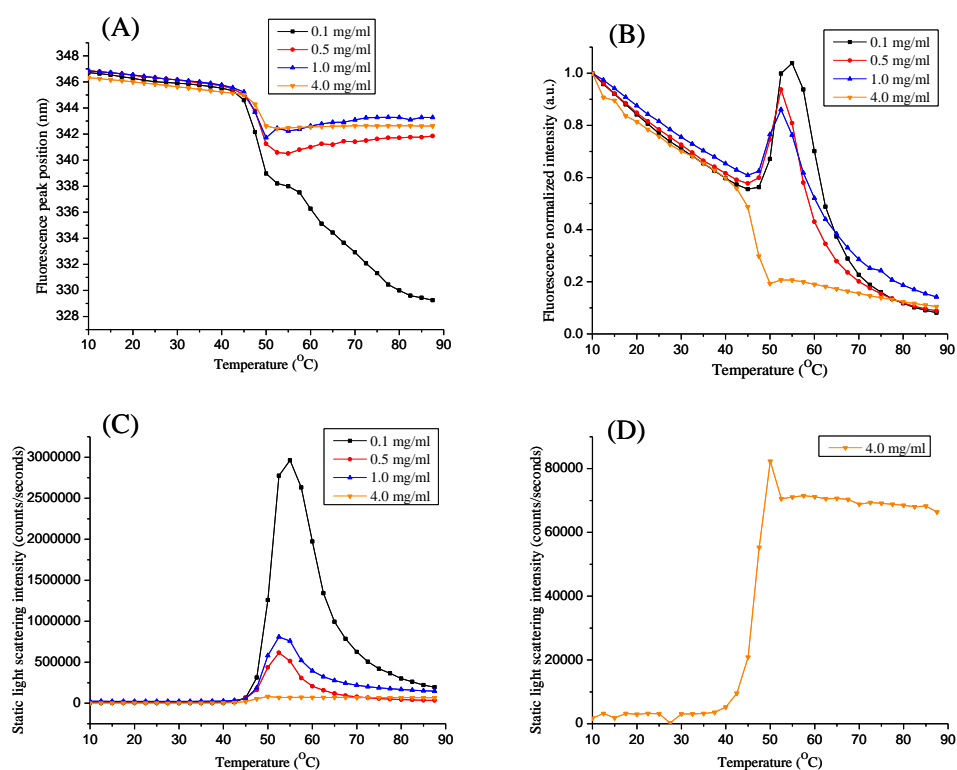 (A)
0.1 mg/ml
0.5 mg/ml
1.0 mg/ml
4.0 mg/ml
Fluorescence peak position (nm)
348
346
344
342
340
338
336
334
332
330
328
10 20 30 40 50 60 70 80 90
Temperature (°C)
(B)
0.1 mg/ml
0.5 mg/ml
1.0 mg/ml
4.0 mg/ml
Fluorescence normalized intensity (a.u.)
1.0
0.8
0.6
0.4
0.2
0.0
10 20 30 40 50 60 70 80 90
Temperature (°C)
(C)
0.1 mg/ml
0.5 mg/ml
1.0 mg/ml
4.0 mg/ml
Static light scattering intensity (counts/seconds)
3000000
2500000
2000000
1500000
1000000
500000
0
10 20 30 40 50 60 70 80 90
Temperature (°C)
(D)
4.0 mg/ml
Static light scattering intensity (counts/seconds)
80000
60000
40000
20000
0
10 20 30 40 50 60 70 80 90
Temperature (°C)